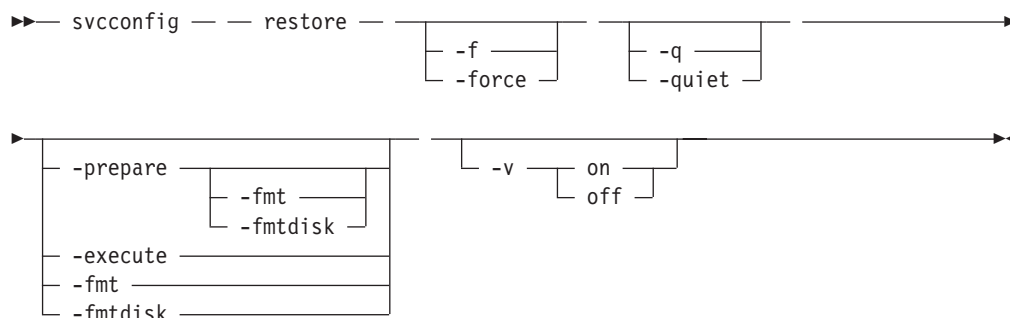 svcconfig restore
-f
-force
-q
-quiet
-prepare
-fmt
-fmtdisk
-execute
-fmt
-fmtdisk
-v on
off